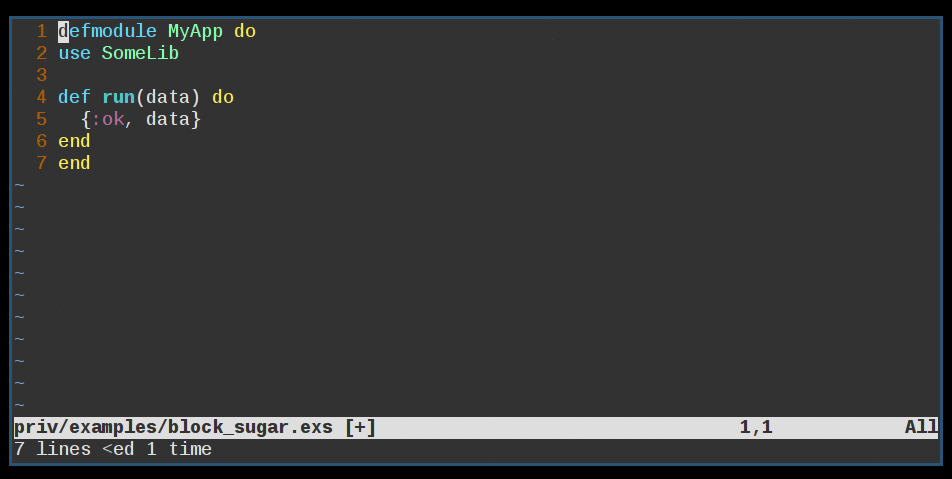 1 defmodule MyApp do
2 use SomeLib
3
4 def run(data) do
5   {:ok, data}
6 end
7 end
~
~
~
~
~
~
~
~
~
~
~
priv/examples/block_sugar.exs [+] 1,1 All
7 lines <ed 1 time